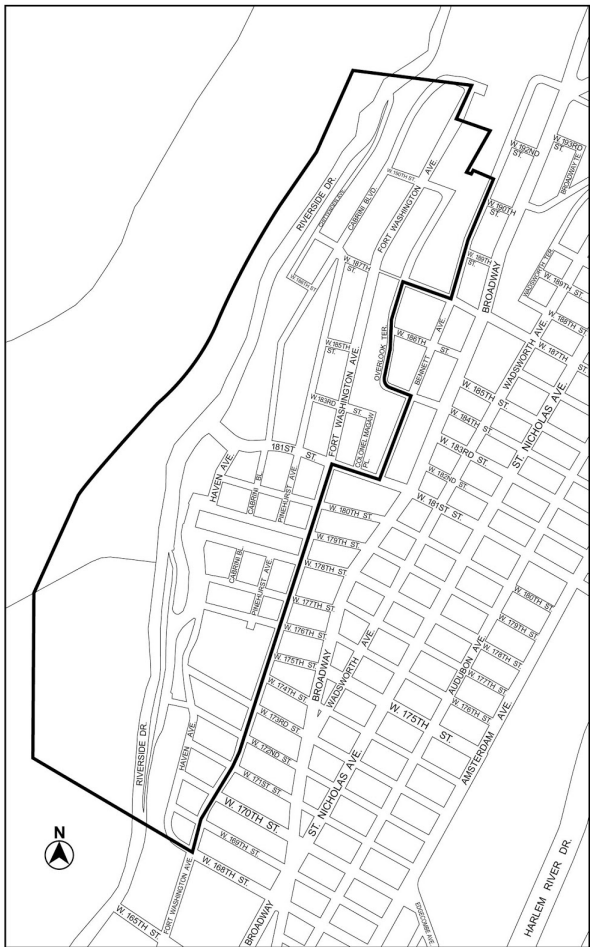 W. 193RD
ST.
W. 192ND
ST.
BROADWAY TE
W. 190TH ST.
AVE
RIVERSIDE DR.
CABRINI BLVD.
FORT WASHINGTON
W. 190TH
ST.
W. 189TH
ST.
W. 187TH
ST.
BROADWAY
WADSWORTH TER.
W. 189TH ST.
W. 188TH ST.
W. 187TH
ST.
W. 186TH
ST.
AVE
BENNETT
OVERLOOK TER.
WADSWORTH AVE
W. 185TH
ST.
W. 185TH
ST.
W. 184TH
ST.
W. 183RD
ST.
W. 183RD
ST
ST. NICHOLAS AVE.
FORT WASHINGTON AVE.
COLONEL MAGAW
PL.
181ST ST.
W. 182ND
ST.
W. 181ST ST.
HAVEN AVE.
CABRINI BL
PINEHURST AVE.
W. 180TH ST.
W. 179TH ST.
W. 178TH ST.
CABRINI BL.
PINEHURST AVE.
W. 177TH ST.
W. 176TH ST.
W. 175TH ST.
W. 174TH ST.
W. 173RD ST.
W. 172ND ST.
W. 171ST ST.
W. 170TH ST.
W. 169TH ST.
W. 168TH ST.
W. 165TH ST.
W. 180TH ST.
W. 179TH ST.
W. 178TH ST.
W. 177TH ST.
W. 176TH ST.
W. 175TH
ST.
BROADWAY
WADSWORTH AVE.
AUDUBON AVE
AMSTERDAM AVE.
ST. NICHOLAS AVE.
HAVEN AVE.
RIVERSIDE DR.
FORT WASHINGTON AVE.
BROADWAY
EDGECOMBE AVE
HARLEM RIVER DR.
N